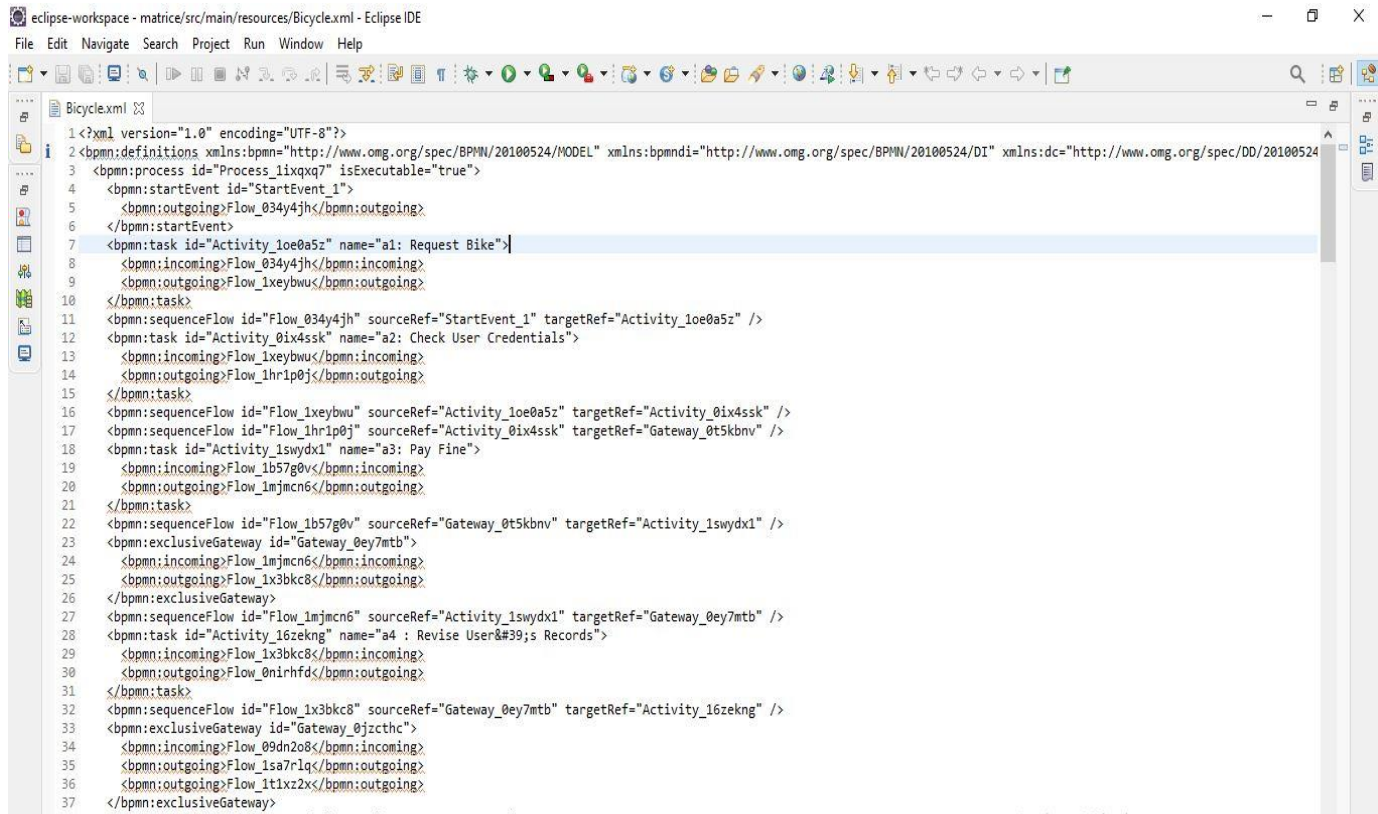 eclipse-workspace - matrice/src/main/resources/Bicycle.xml - Eclipse IDE
File Edit Navigate Search Project Run Window Help
Bicycle.xml
1 <?xml version="1.0" encoding="UTF-8"?>
2 <bpmn:definitions xmlns:bpmn="http://www.omg.org/spec/BPMN/20100524/MODEL" xmlns:bpmndi="http://www.omg.org/spec/BPMN/20100524/DI" xmlns:dc="http://www.omg.org/spec/DD/20100524
3 <bpmn:process id="Process_1ixqxq7" isExecutable="true">
4 <bpmn:startEvent id="StartEvent_1">
5 <bpmn:outgoing>Flow_034y4jh</bpmn:outgoing>
6 </bpmn:startEvent>
7 <bpmn:task id="Activity_1oe0a5z" name="a1: Request Bike">
8 <bpmn:incoming>Flow_034y4jh</bpmn:incoming>
9 <bpmn:outgoing>Flow_1xeybwu</bpmn:outgoing>
10 </bpmn:task>
11 <bpmn:sequenceFlow id="Flow_034y4jh" sourceRef="StartEvent_1" targetRef="Activity_1oe0a5z" />
12 <bpmn:task id="Activity_0ix4ssk" name="a2: Check User Credentials">
13 <bpmn:incoming>Flow_1xeybwu</bpmn:incoming>
14 <bpmn:outgoing>Flow_1hr1p0j</bpmn:outgoing>
15 </bpmn:task>
16 <bpmn:sequenceFlow id="Flow_1xeybwu" sourceRef="Activity_1oe0a5z" targetRef="Activity_0ix4ssk" />
17 <bpmn:sequenceFlow id="Flow_1hr1p0j" sourceRef="Activity_0ix4ssk" targetRef="Gateway_0t5kbnv" />
18 <bpmn:task id="Activity_1swydx1" name="a3: Pay Fine">
19 <bpmn:incoming>Flow_1b57g0v</bpmn:incoming>
20 <bpmn:outgoing>Flow_1mjmcn6</bpmn:outgoing>
21 </bpmn:task>
22 <bpmn:sequenceFlow id="Flow_1b57g0v" sourceRef="Gateway_0t5kbnv" targetRef="Activity_1swydx1" />
23 <bpmn:exclusiveGateway id="Gateway_0ey7mtb">
24 <bpmn:incoming>Flow_1mjmcn6</bpmn:incoming>
25 <bpmn:outgoing>Flow_1x3bkc8</bpmn:outgoing>
26 </bpmn:exclusiveGateway>
27 <bpmn:sequenceFlow id="Flow_1mjmcn6" sourceRef="Activity_1swydx1" targetRef="Gateway_0ey7mtb" />
28 <bpmn:task id="Activity_16zekng" name="a4 : Revise User&#39;s Records">
29 <bpmn:incoming>Flow_1x3bkc8</bpmn:incoming>
30 <bpmn:outgoing>Flow_0nirhfd</bpmn:outgoing>
31 </bpmn:task>
32 <bpmn:sequenceFlow id="Flow_1x3bkc8" sourceRef="Gateway_0ey7mtb" targetRef="Activity_16zekng" />
33 <bpmn:exclusiveGateway id="Gateway_0jzcthc">
34 <bpmn:incoming>Flow_09dn2o8</bpmn:incoming>
35 <bpmn:outgoing>Flow_1sa7rlq</bpmn:outgoing>
36 <bpmn:outgoing>Flow_1t1xz2x</bpmn:outgoing>
37 </bpmn:exclusiveGateway>